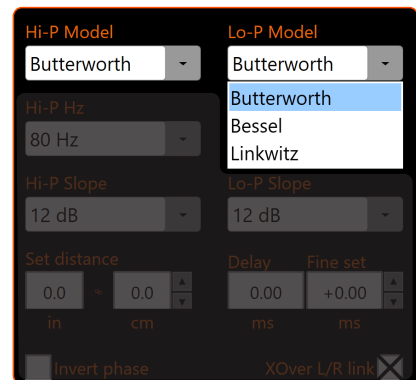 Hi-P Model Lo-P Model
Butterworth Butterworth
Butterworth
Bessel
Linkwitz
Hi-P Hz
80 Hz
Hi-P Slope Lo-P Slope
12 dB 12 dB
Set distance Delay Fine set
0.0 * 0.0 0.00 +0.00
in cm ms ms
Invert phase XOver L/R link